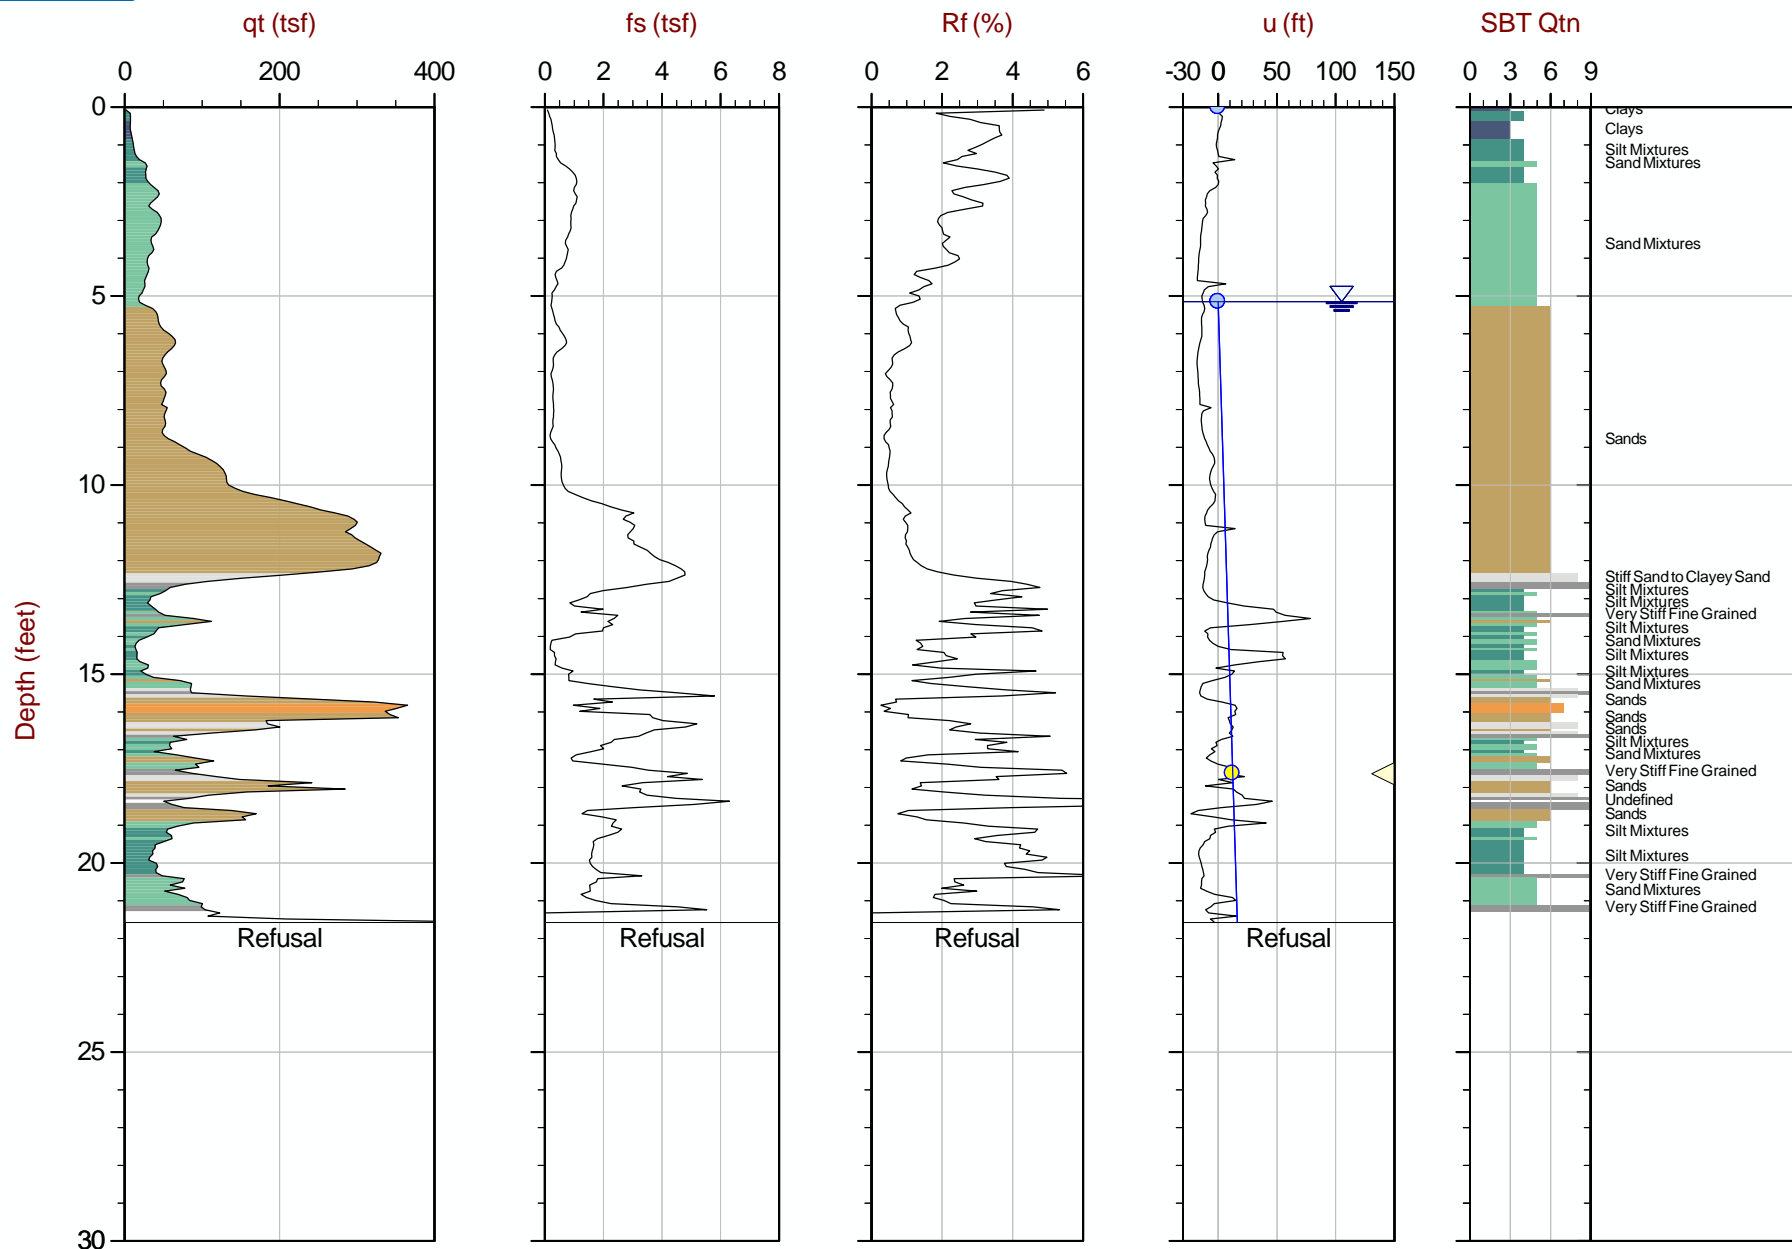 qt (tsf) fs (tsf) Rf (%) u (ft) SBT Qtn
0 200 400 0 2 4 6 8 0 2 4 6 -30 0 50 100 150 0 3 6 9
0
5
10
15
20
25
30
Depth (feet)
Refusal Refusal Refusal Refusal
Clays
Clays
Silt Mixtures
Sand Mixtures
Sand Mixtures
Sands
Stiff Sand to Clayey Sand
Silt Mixtures
Silt Mixtures
Very Stiff Fine Grained
Silt Mixtures
Sand Mixtures
Silt Mixtures
Silt Mixtures
Sand Mixtures
Sands
Sands
Sands
Silt Mixtures
Sand Mixtures
Very Stiff Fine Grained
Sands
Undefined
Sands
Silt Mixtures
Silt Mixtures
Very Stiff Fine Grained
Sand Mixtures
Very Stiff Fine Grained